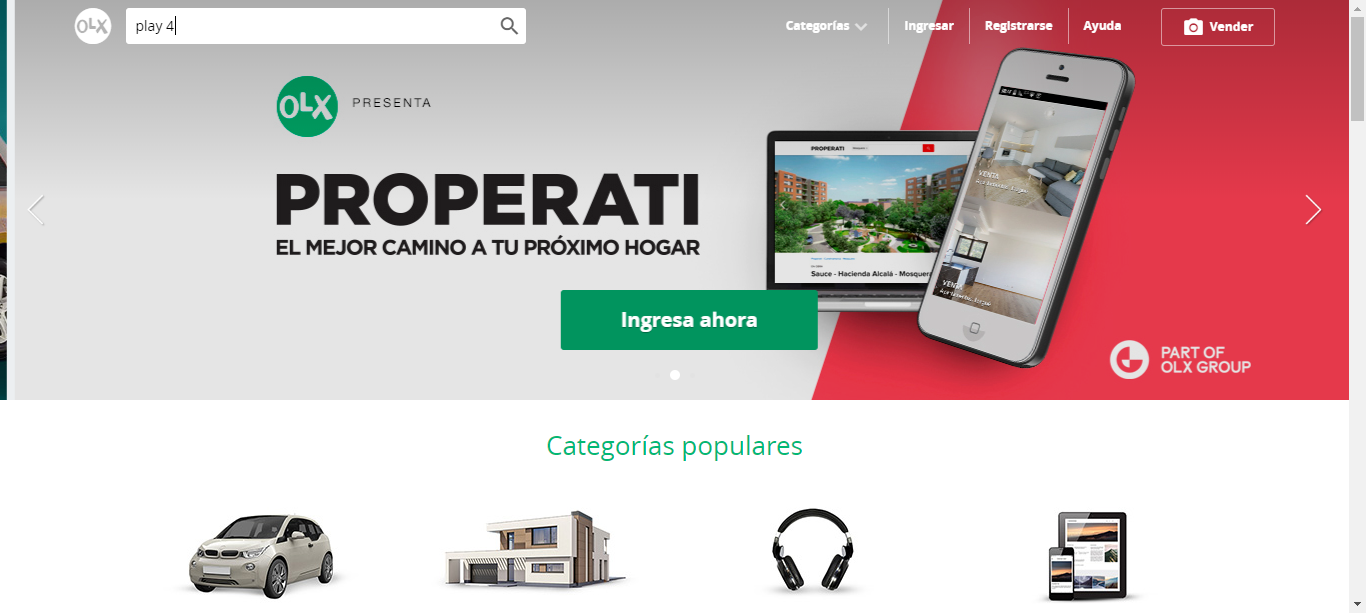 OLX
play 4
Categorías
Ingresar
Registrarse
Ayuda
Vender
OLX
PRESENTA
PROPERATI
EL MEJOR CAMINO A TU PRÓXIMO HOGAR
PROPERATI
Sauce - Hacienda Alcalá - Mosquera
VENTA
VENTA
Ingresa ahora
PART OF
OLX GROUP
Categorías populares